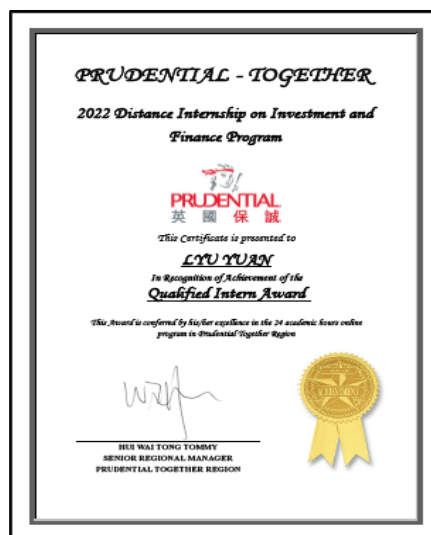 PRUDENTIAL - TOGETHER
2022 Distance Internship on Investment and
Finance Program
PRUDENTIAL
英國保誠
This Certificate is presented to
LYU YUAN
In Recognition of Achievement of the
Qualified Intern Award
This Award is conferred by his/her excellence in the 24 academic hours online
program in Prudential Together Region
ACHIEVEMENT
HUI WAI TONG TOMMY
SENIOR REGIONAL MANAGER
PRUDENTIAL TOGETHER REGION